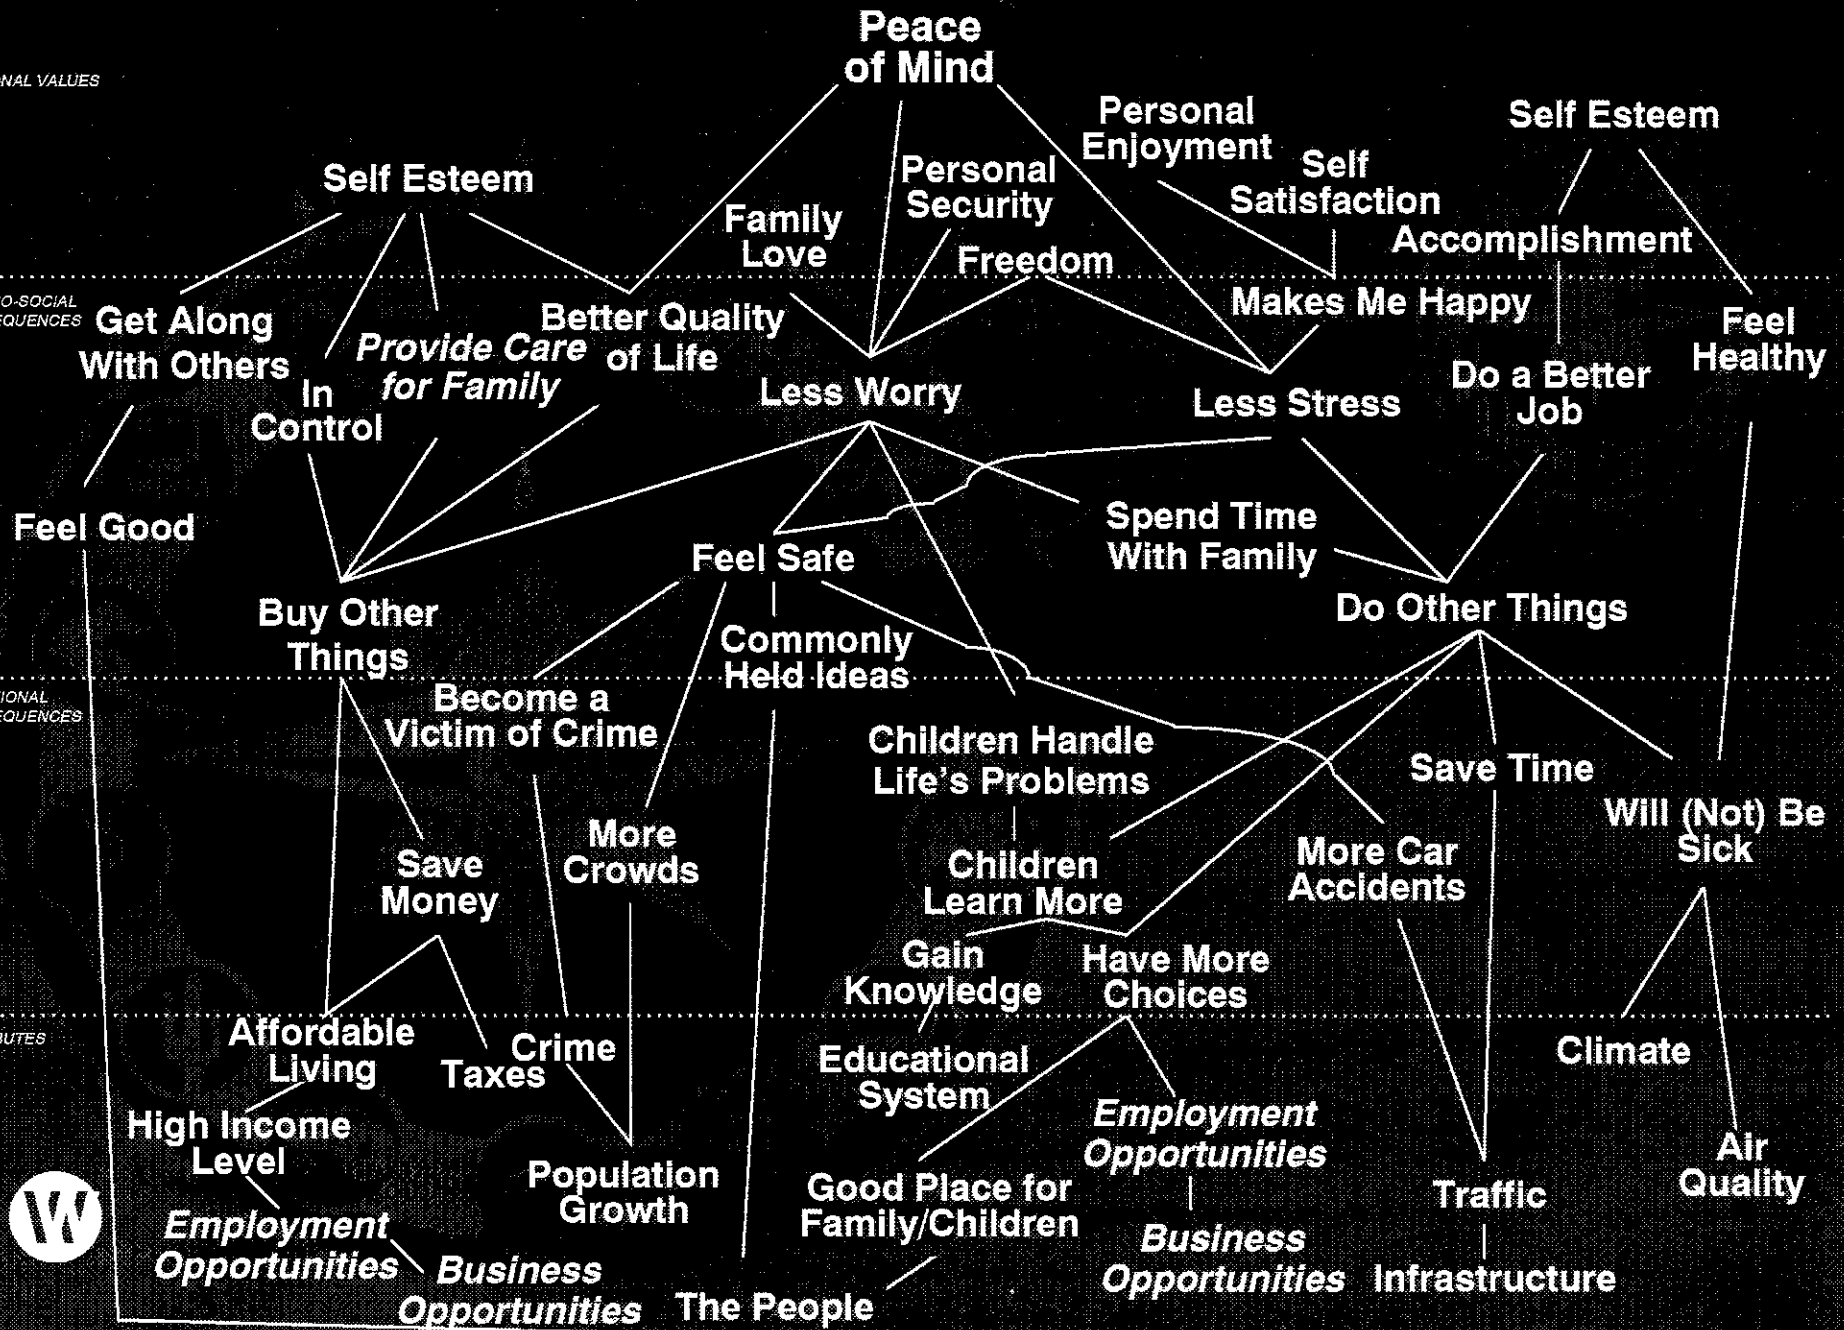 Peace
of Mind
NAL VALUES
Personal
Enjoyment
Self Esteem
Self
Satisfaction
Personal
Security
Self Esteem
Family
Love
Accomplishment
Freedom
O-SOCIAL
EQUENCES
Get Along
With Others
In
Control
Provide Care
for Family
Better Quality
of Life
Less Worry
Makes Me Happy
Less Stress
Do a Better
Job
Feel
Healthy
Feel Good
Spend Time
With Family
Feel Safe
Buy Other
Things
Do Other Things
Commonly
Held Ideas
IONAL
EQUENCES
Become a
Victim of Crime
Children Handle
Life's Problems
Save Time
Will (Not) Be
Sick
More
Crowds
Save
Money
Children
Learn More
More Car
Accidents
Gain
Knowledge
Have More
Choices
BUTES
Affordable
Living
Taxes
Crime
Educational
System
Climate
High Income
Level
Employment
Opportunities
Population
Growth
Good Place for
Family/Children
Air
Quality
Traffic
Employment
Opportunities
Business
Opportunities
Business
Opportunities
The People
Infrastructure
W